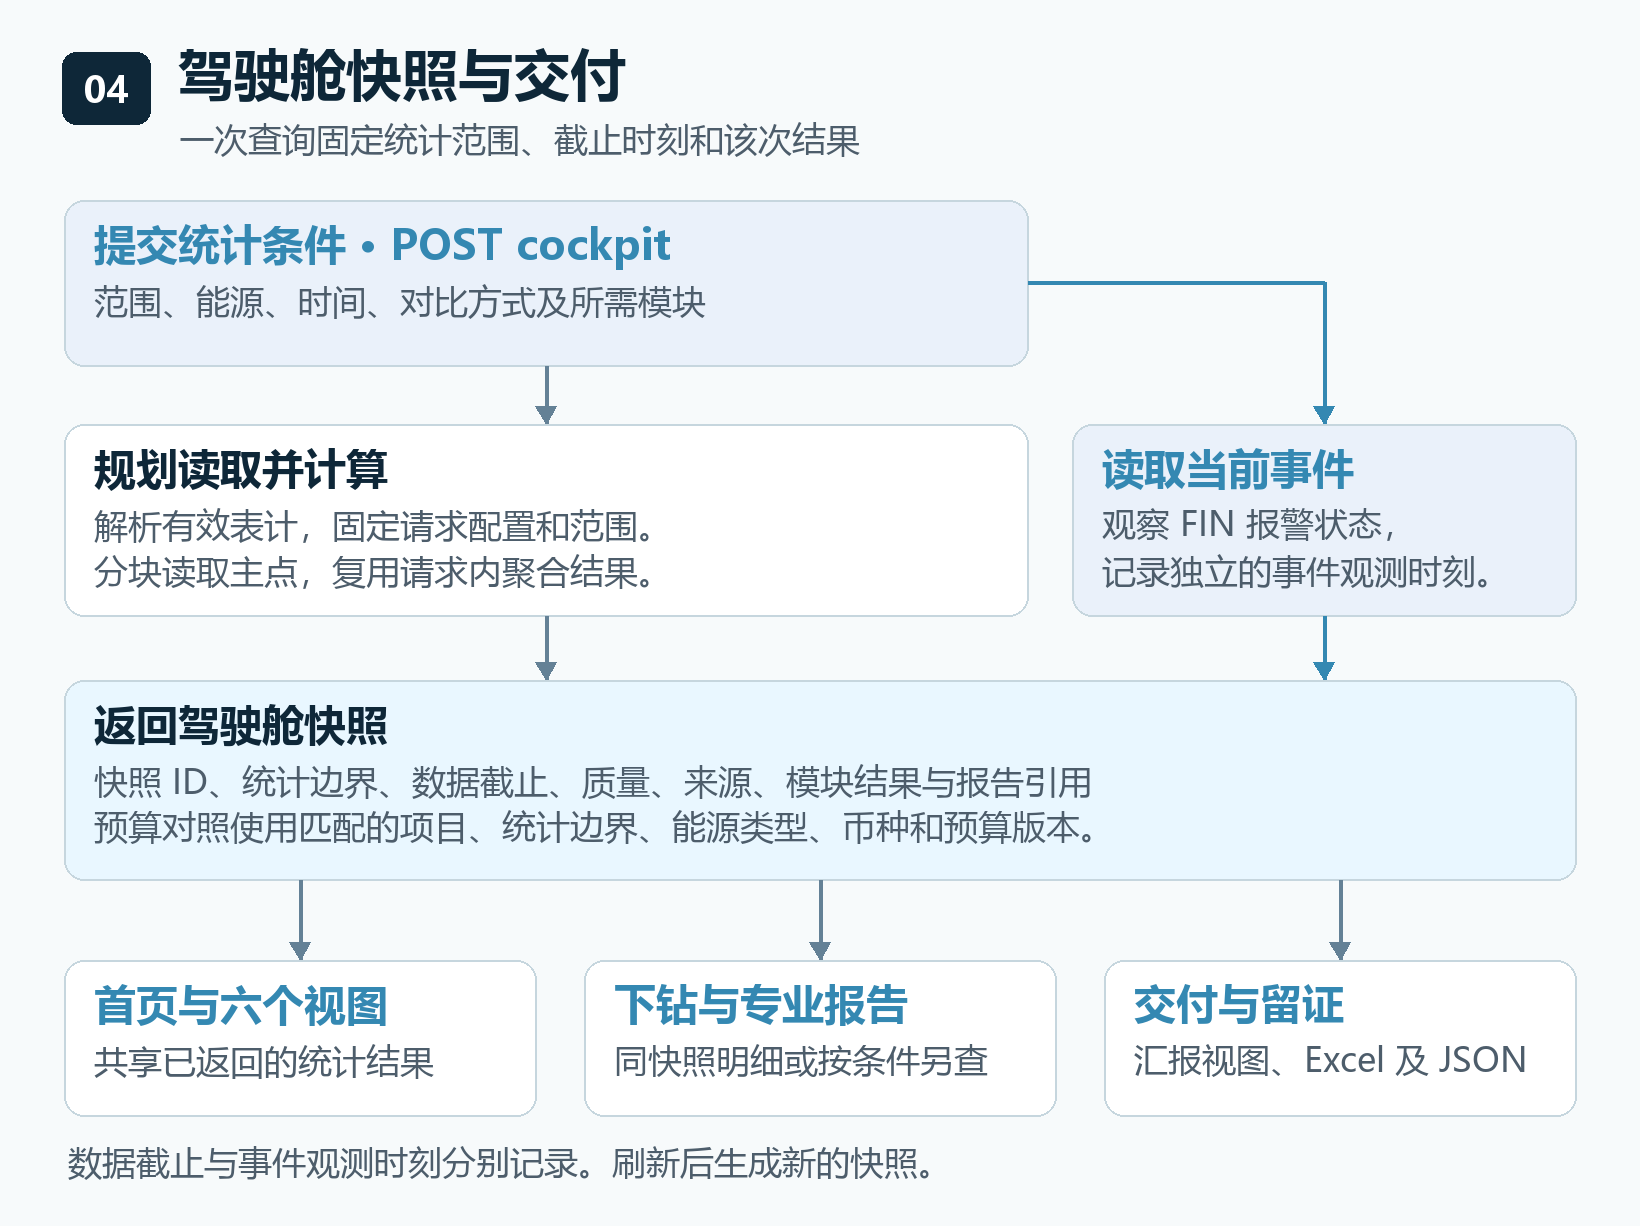 04
驾驶舱快照与交付
一次查询固定统计范围、截止时刻和该次结果
提交统计条件 • POST cockpit
范围、能源、时间、对比方式及所需模块
规划读取并计算
解析有效表计，固定请求配置和范围。
分块读取主点，复用请求内聚合结果。
读取当前事件
观察 FIN 报警状态，
记录独立的事件观测时刻。
返回驾驶舱快照
快照 ID、统计边界、数据截止、质量、来源、模块结果与报告引用
预算对照使用匹配的项目、统计边界、能源类型、币种和预算版本。
首页与六个视图
共享已返回的统计结果
下钻与专业报告
同快照明细或按条件另查
交付与留证
汇报视图、Excel 及 JSON
数据截止与事件观测时刻分别记录。刷新后生成新的快照。